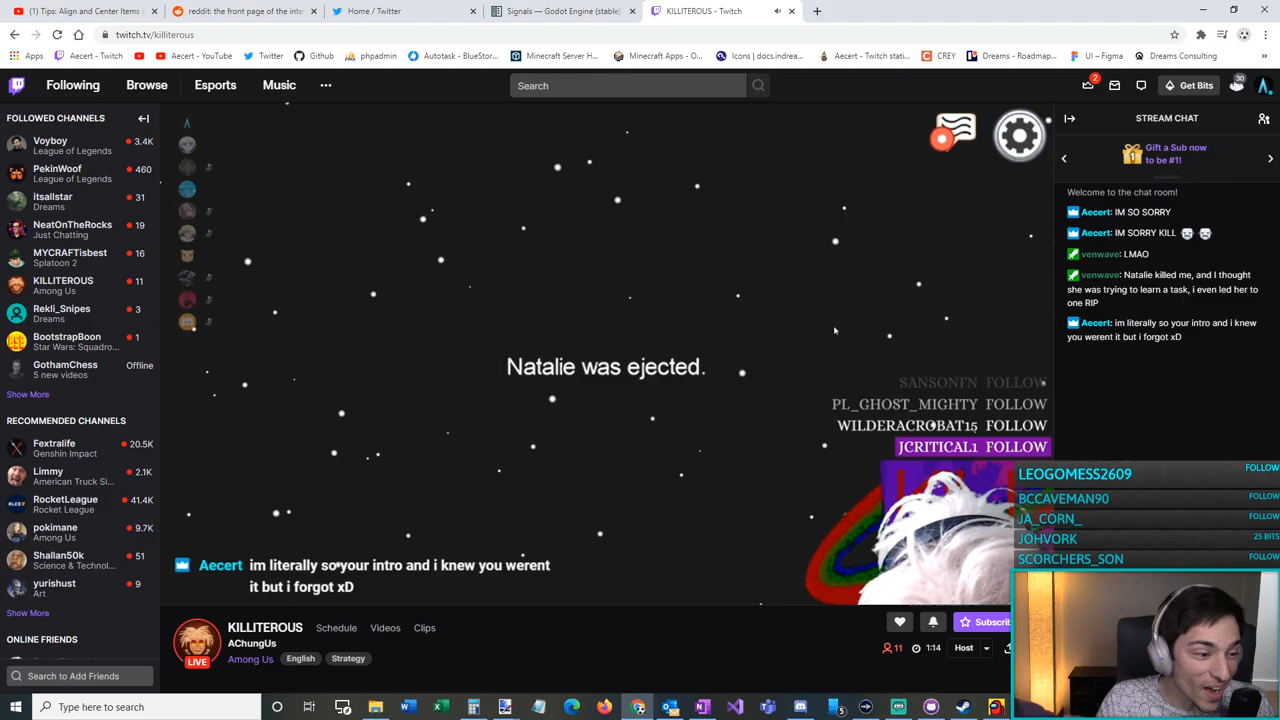 (1) Tips: Align and Center Items i
reddit: the front page of the inte
Home / Twitter
Signals — Godot Engine (stable)
KILLITEROUS - Twitch
twitch.tv/killiterous
Apps
Aecert - Twitch
Aecert - YouTube
Twitter
Github
phpadmin
Autotask - BlueStor...
Minecraft Server H...
Minecraft Apps - O...
Icons | docs.indrea...
Aecert - Twitch stati...
CREY
Dreams - Roadmap...
UI – Figma
Dreams Consulting
Following
Browse
Esports
Music
Search
2
Get Bits
30
FOLLOWED CHANNELS
Voyboy
3.4K
League of Legends
PekinWoof
460
League of Legends
itsallstar
31
Dreams
NeatOnTheRocks
19
Just Chatting
MYCRAFTisbest
16
Splatoon 2
KILLITEROUS
11
Among Us
Rekli_Snipes
3
Dreams
BootstrapBoon
1
Star Wars: Squadro...
GothamChess
Offline
5 new videos
Show More
RECOMMENDED CHANNELS
Fextralife
20.5K
Genshin Impact
Limmy
2.1K
American Truck Si...
RocketLeague
41.4K
Rocket League
pokimane
9.7K
Among Us
Shallan50k
51
Science & Technol...
yurishust
9
Art
Show More
ONLINE FRIENDS
Search to Add Friends
Natalie was ejected.
SANSONFN FOLLOW
PL_GHOST_MIGHTY FOLLOW
WILDERACROBAT15 FOLLOW
JCRITICAL1 FOLLOW
Aecert im literally so your intro and i knew you werent
it but i forgot xD
STREAM CHAT
Gift a Sub now
to be #1!
1
Welcome to the chat room!
Aecert: IM SO SORRY
Aecert: IM SORRY KILL
venwave: LMAO
venwave: Natalie killed me, and I thought
she was trying to learn a task, i even led her to
one RIP
Aecert: im literally so your intro and i knew
you werent it but i forgot xD
LEOGOMESS2609 FOLLOW
BCCAVEMAN90 FOLLOW
JA_CORN_ FOLLOW
JOHVORK 25 BITS
SCORCHERS_SON FOLLOW
LIVE
KILLITEROUS
Schedule
Videos
Clips
AChungUs
Among Us
English
Strategy
Subscrib
11
1:14
Host
Type here to search
5